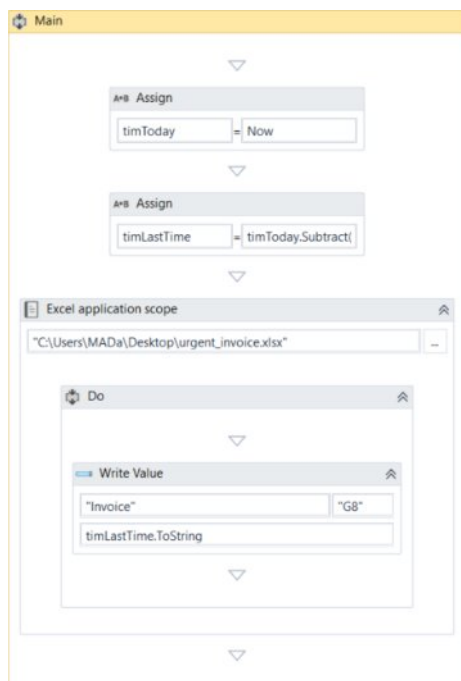 Main
A+B Assign
timToday = Now
A+B Assign
timLastTime = timToday.Subtract(
Excel application scope
"C:\Users\MADa\Desktop\urgent_invoice.xlsx" ...
Do
Write Value
"Invoice" "G8"
timLastTime.ToString